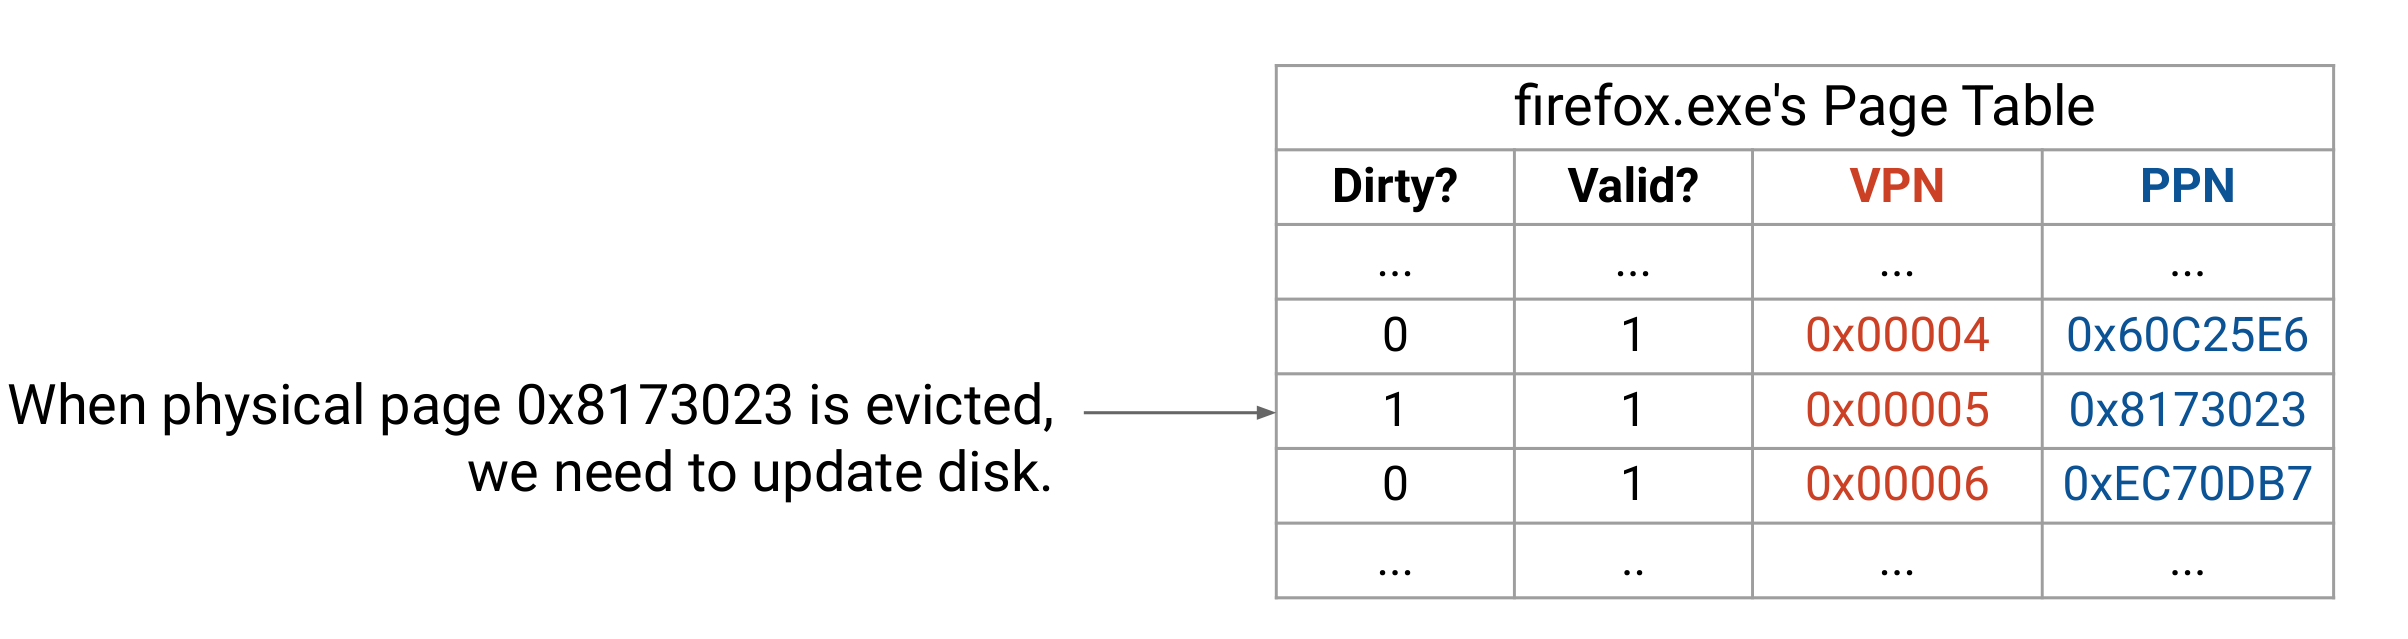 firefox.exe's Page Table
Dirty? Valid? VPN PPN
... ... ... ...
0 1 0x00004 0x60C25E6
When physical page 0x8173023 is evicted,
we need to update disk.
1 1 0x00005 0x8173023
0 1 0x00006 0xEC70DB7
... .. ... ...